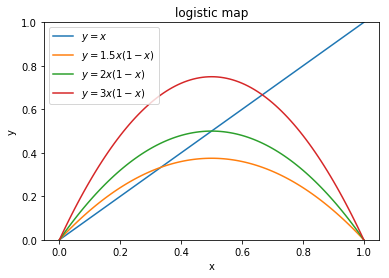 logistic map
y = x
y = 1.5x(1 − x)
y = 2x(1 − x)
y = 3x(1 − x)
y
1.0
0.8
0.6
0.4
0.2
0.0
0.0 0.2 0.4 0.6 0.8 1.0
x